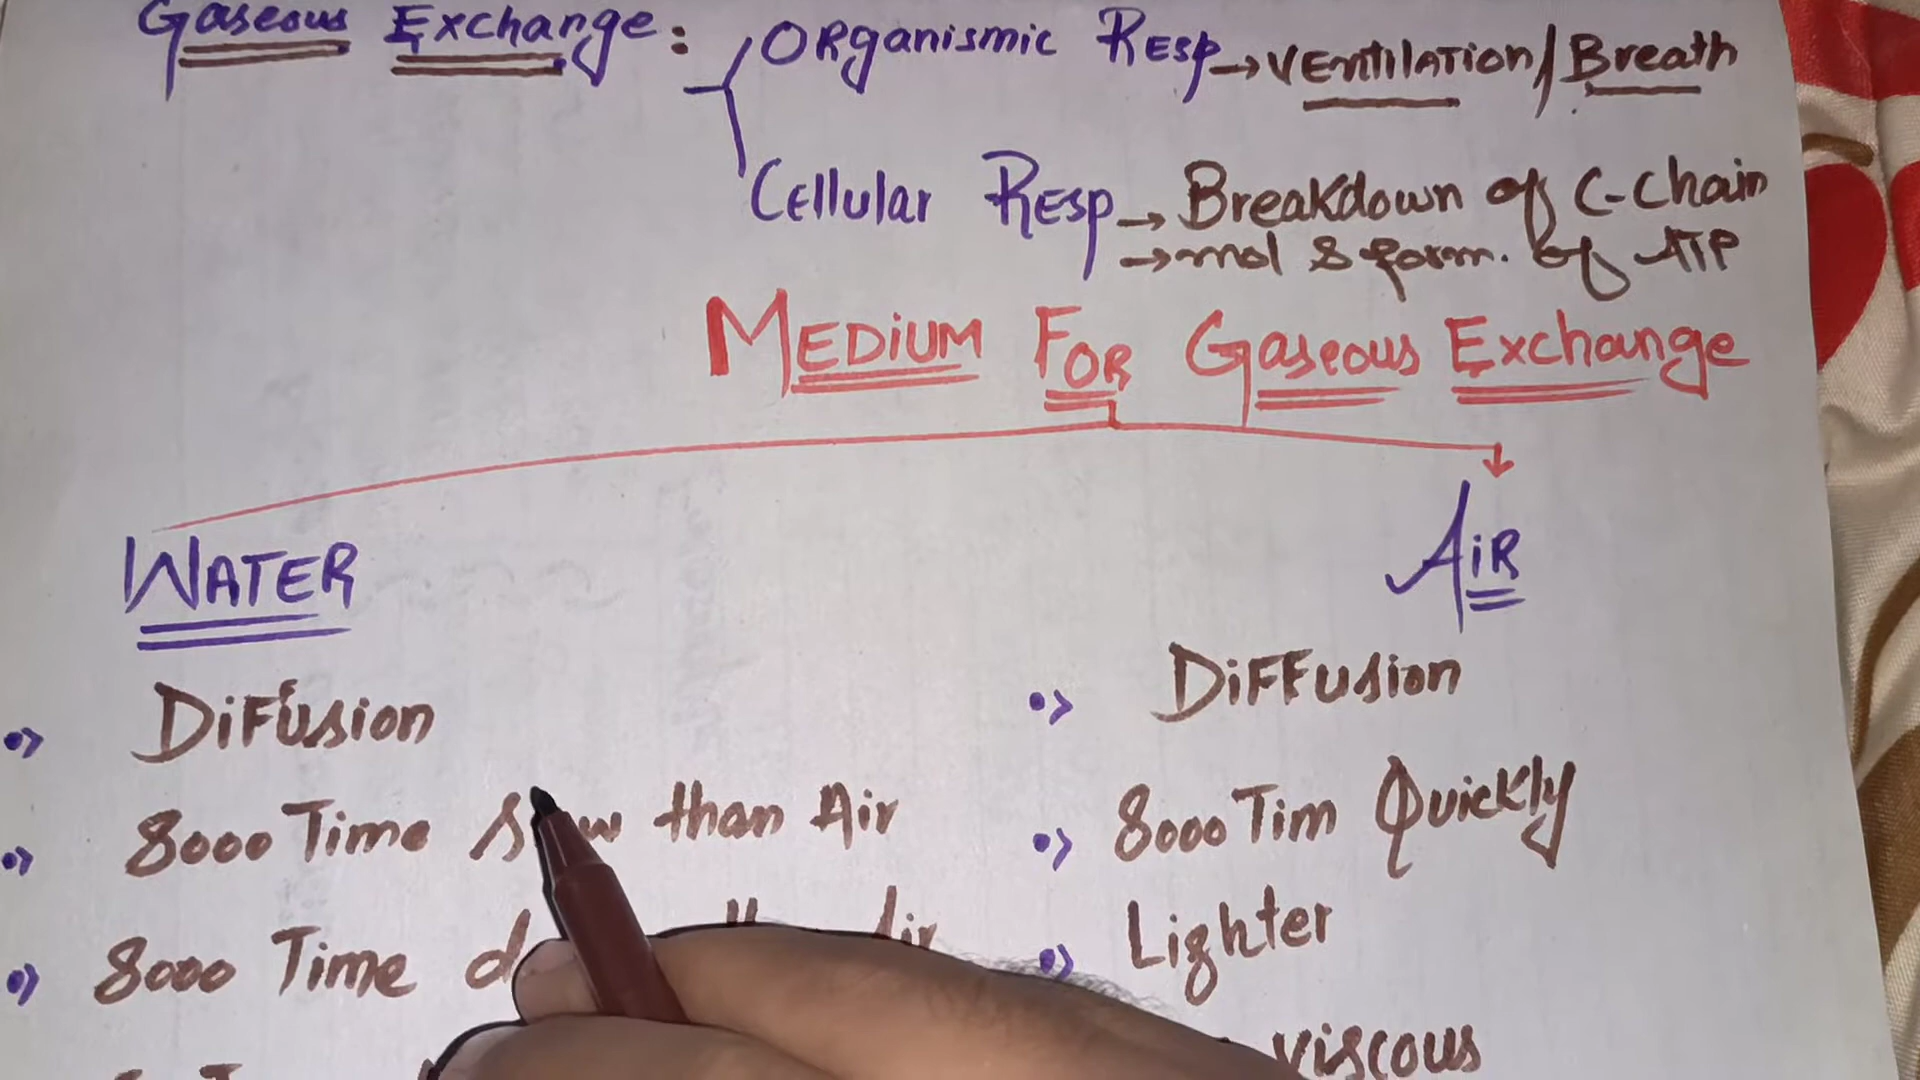 Gaseous Exchange: Organismic Resp → Ventilation/Breath
Cellular Resp → Breakdown of C-Chain
→ mol & form. of ATP
MEDIUM FOR Gaseous Exchange
WATER
AiR
•> DiFusion
•> DiFFusion
•> 8000 Time than Air
•> 8000 Tim Quickly
•> 8000 Time Air
•> Lighter
viscous